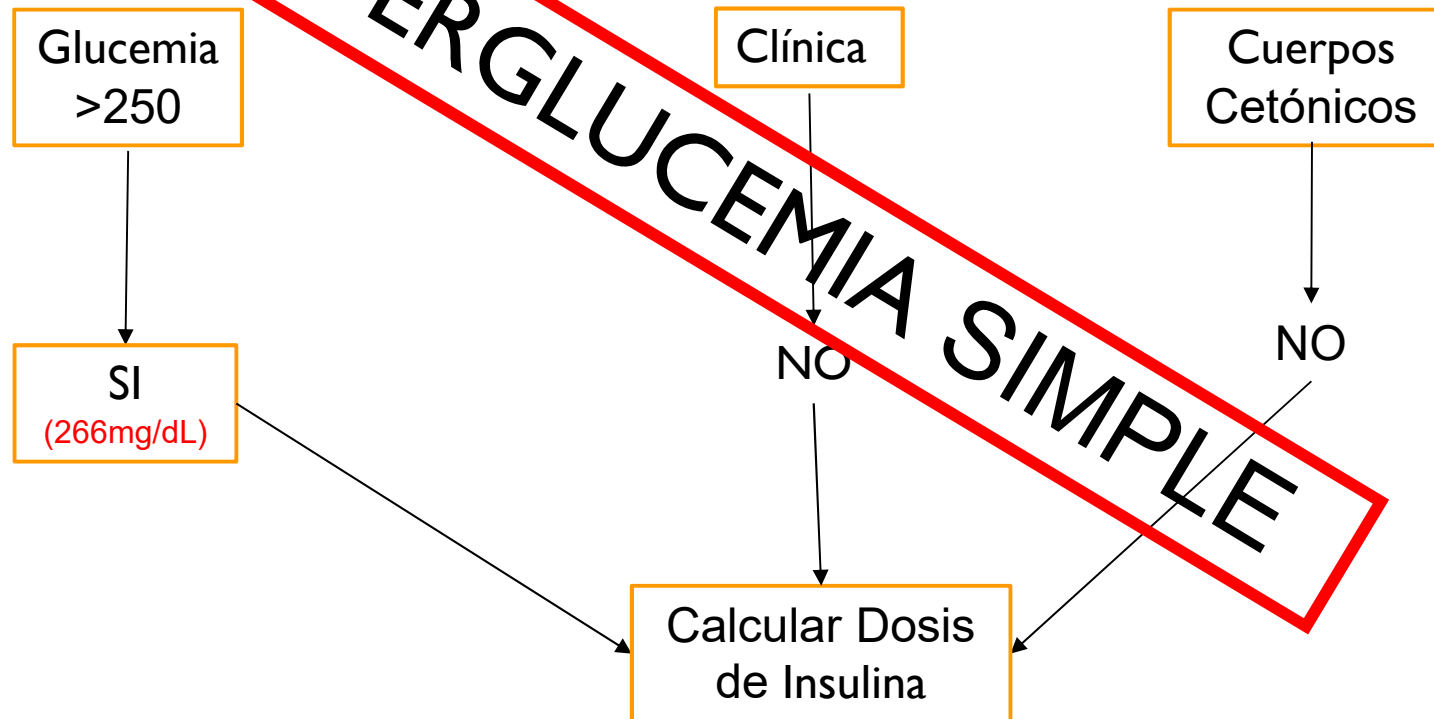 Glucemia
>250
Clínica
Cuerpos
Cetónicos
ERGLUCEMIA SIMPLE
SI
(266mg/dL)
NO
NO
Calcular Dosis
de Insulina